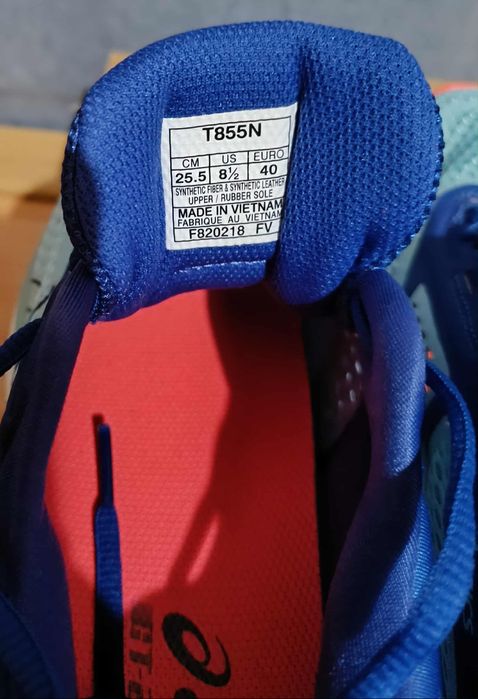 T855N
CM US EURO
25.5 8½ 40
SYNTHETIC FIBER & SYNTHETIC LEATHER
UPPER / RUBBER SOLE
MADE IN VIETNAM
FABRIQUE AU VIETNAM
F820218 FV